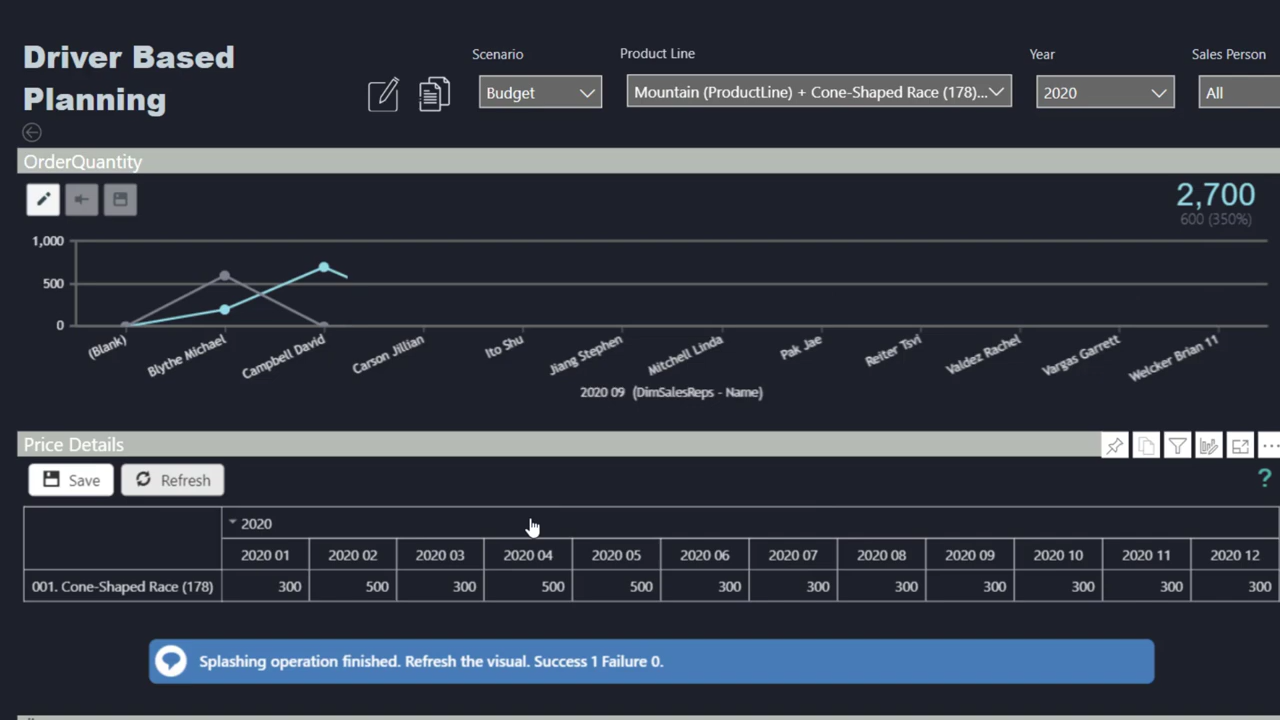 Driver Based
Planning
Scenario
Product Line
Year
Sales Person
Budget
Mountain (ProductLine) + Cone-Shaped Race (178)...
2020
All
OrderQuantity
2,700
600 (350%)
1,000
500
0
(Blank)
Blythe Michael
Campbell David
Carson Jillian
Ito Shu
Jiang Stephen
Mitchell Linda
Pak Jae
Reiter Tsvi
Valdez Rachel
Vargas Garrett
Welcker Brian 11
2020 09 (DimSalesReps - Name)
Price Details
Save
Refresh
?
2020
2020 01 2020 02 2020 03 2020 04 2020 05 2020 06 2020 07 2020 08 2020 09 2020 10 2020 11 2020 12
001. Cone-Shaped Race (178) 300 500 300 500 500 300 300 300 300 300 300 300
Splashing operation finished. Refresh the visual. Success 1 Failure 0.